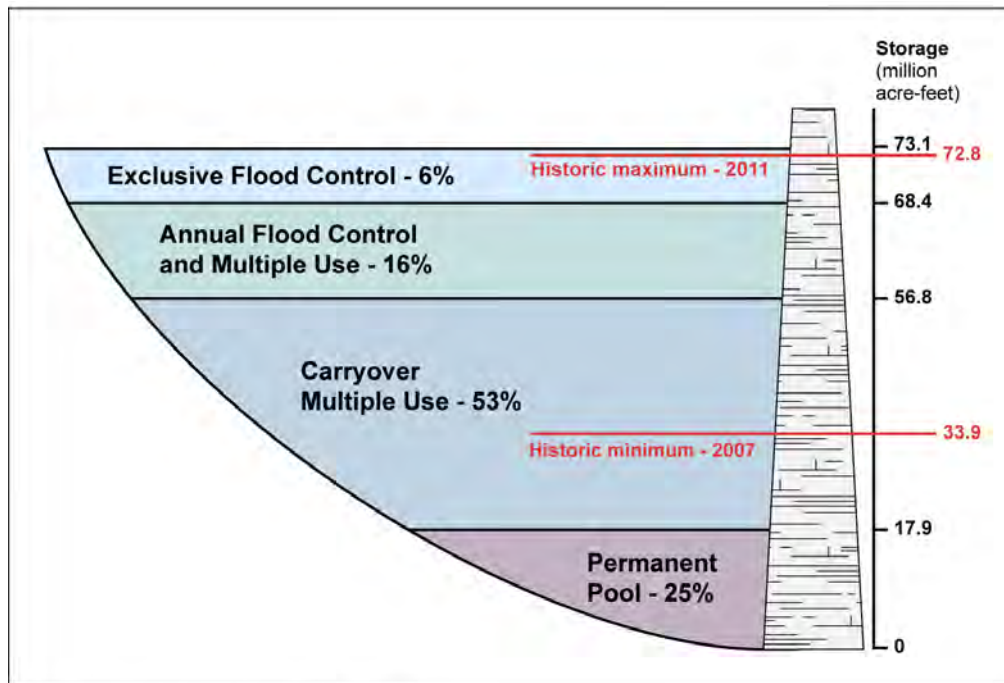 Storage
(million
acre-feet)
73.1
72.8
Exclusive Flood Control - 6%
Historic maximum - 2011
68.4
Annual Flood Control
and Multiple Use - 16%
56.8
Carryover
Multiple Use - 53%
33.9
Historic minimum - 2007
17.9
Permanent
Pool - 25%
0